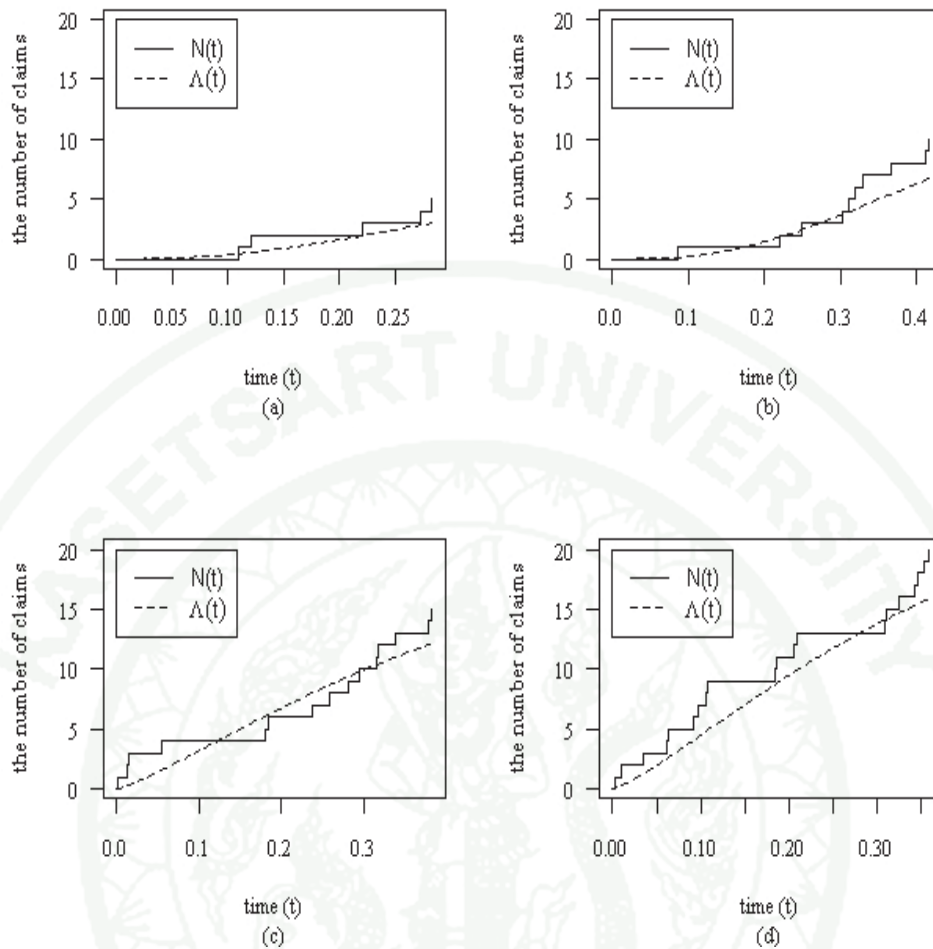 the number of claims
20
15
10
5
0
N(t)
Λ(t)
0.00 0.05 0.10 0.15 0.20 0.25
time (t)
(a)
the number of claims
20
15
10
5
0
N(t)
Λ(t)
0.0 0.1 0.2 0.3 0.4
time (t)
(b)
KASETSART UNIVERSITY
the number of claims
20
15
10
5
0
N(t)
Λ(t)
0.0 0.1 0.2 0.3
time (t)
(c)
the number of claims
20
15
10
5
0
N(t)
Λ(t)
0.00 0.10 0.20 0.30
time (t)
(d)